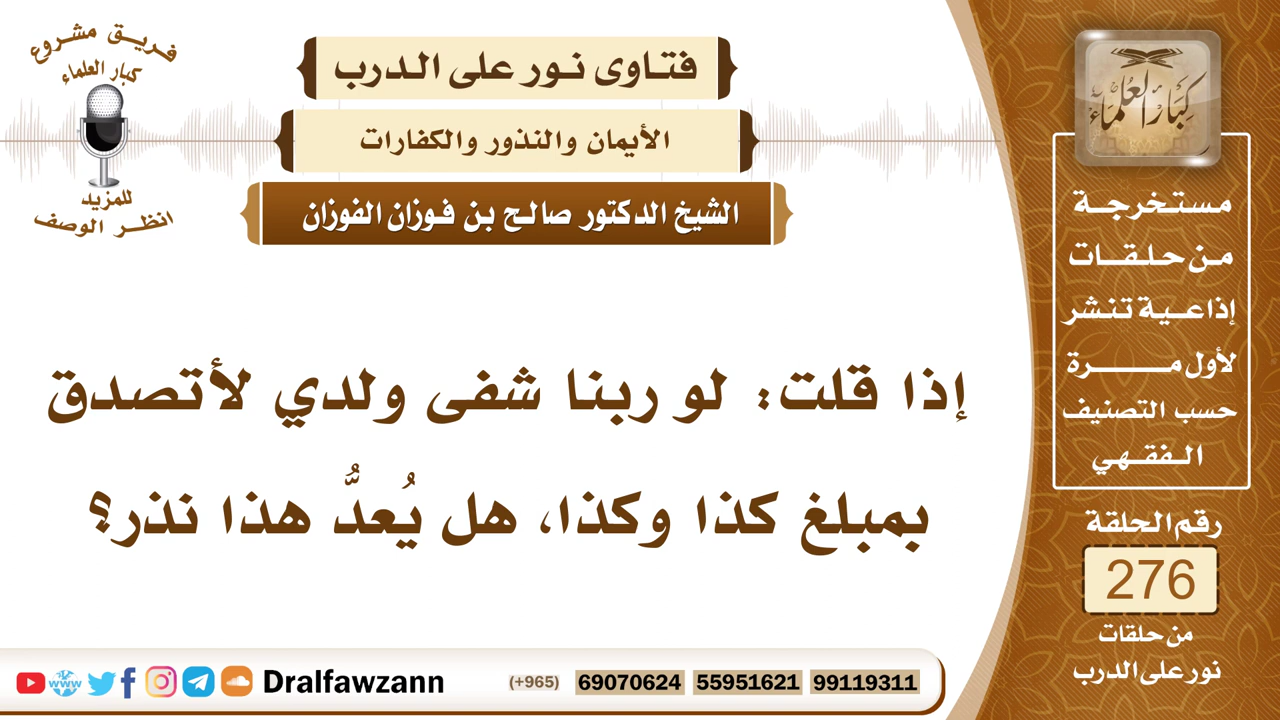 فريق مشروع
كبار العلماء
للمزيد
انظر الوصف
فتاوى نور على الدرب
الأيمان والنذور والكفارات
الشيخ الدكتور صالح بن فوزان الفوزان
إذا قلت: لو ربنا شفى ولدي لأتصدق
بمبلغ كذا وكذا، هل يُعدُّ هذا نذر؟
كبار العلماء
مستخرجة
من حلقات
إذاعية تنشر
لأول مرة
حسب التصنيف
الفقهي
رقم الحلقة
276
من حلقات
نور على الدرب
www Dralfawzann (+965) 69070624 55951621 99119311